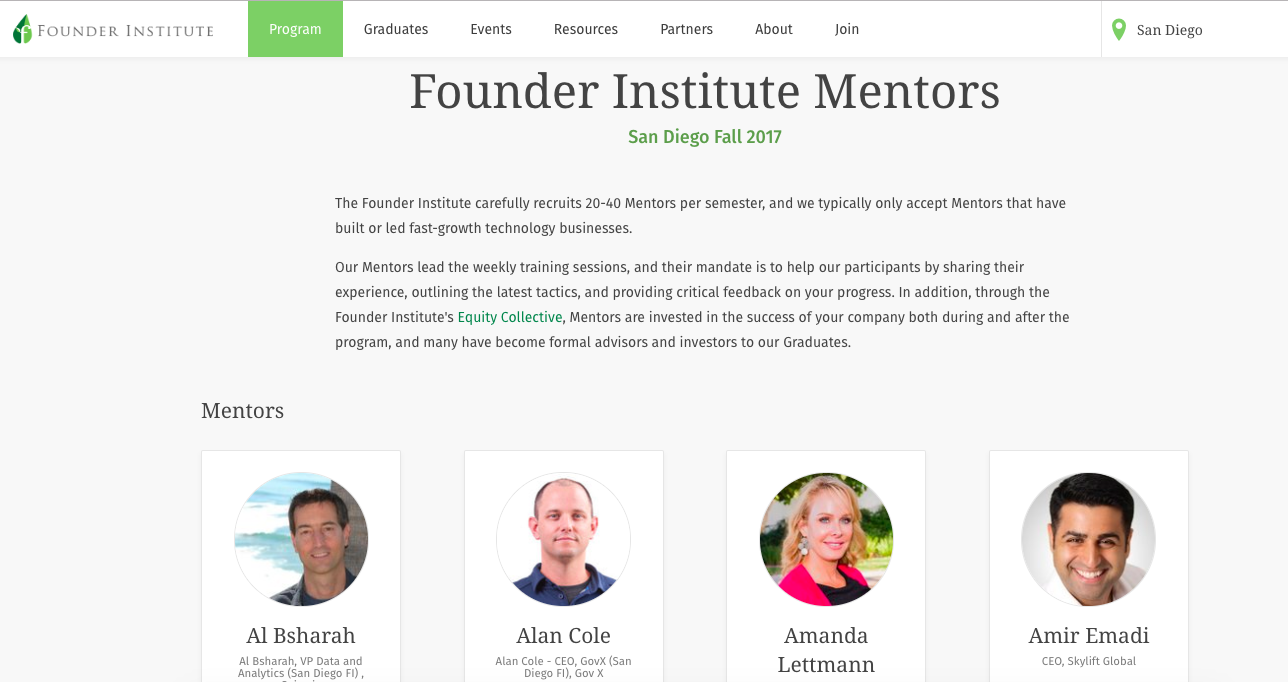 FOUNDER INSTITUTE
Program
Graduates
Events
Resources
Partners
About
Join
San Diego
Founder Institute Mentors
San Diego Fall 2017
The Founder Institute carefully recruits 20-40 Mentors per semester, and we typically only accept Mentors that have
built or led fast-growth technology businesses.
Our Mentors lead the weekly training sessions, and their mandate is to help our participants by sharing their
experience, outlining the latest tactics, and providing critical feedback on your progress. In addition, through the
Founder Institute's Equity Collective, Mentors are invested in the success of your company both during and after the
program, and many have become formal advisors and investors to our Graduates.
Mentors
Al Bsharah
Al Bsharah, VP Data and
Analytics (San Diego FI) ,
Alan Cole
Alan Cole - CEO, GovX (San
Diego FI), Gov X
Amanda
Lettmann
Amir Emadi
CEO, Skylift Global